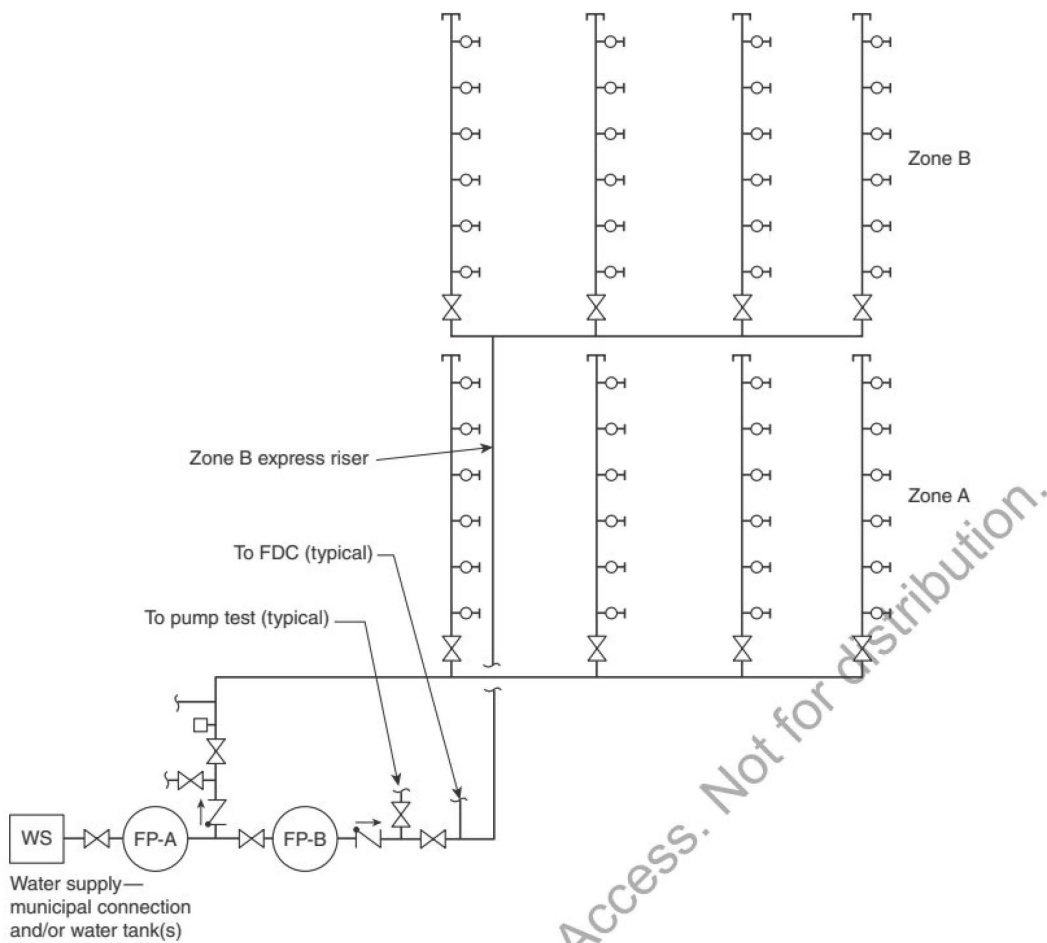 Zone B
Zone B express riser
Zone A
To FDC (typical)
To pump test (typical)
WS
FP-A
FP-B
Water supply—
municipal connection
and/or water tank(s)
Access. Not for distribution.